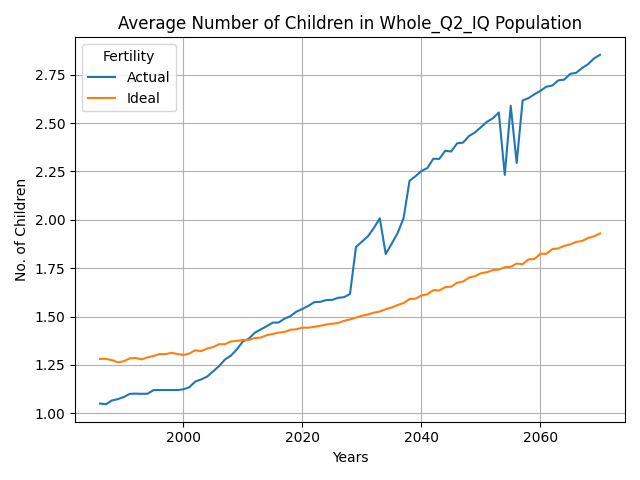 Average Number of Children in Whole_Q2_IQ Population
Fertility
Actual
Ideal
No. of Children
2.75
2.50
2.25
2.00
1.75
1.50
1.25
1.00
2000 2020 2040 2060
Years